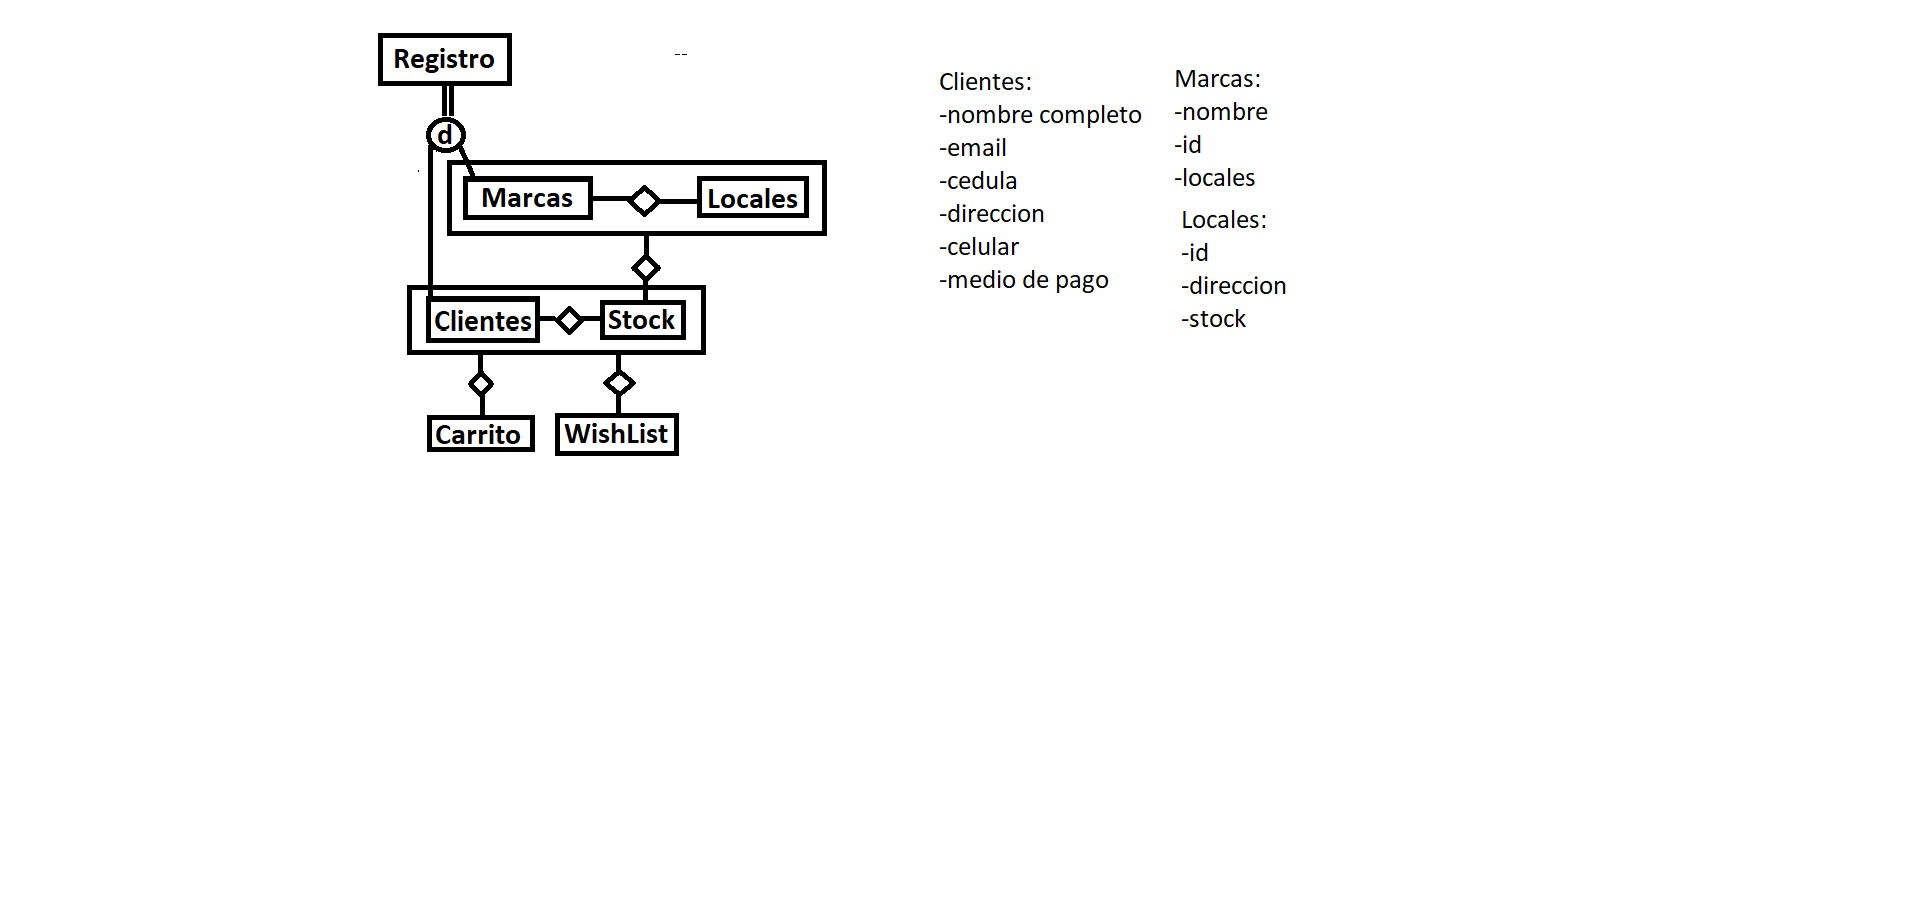 Registro
--
d
Marcas
Locales
Clientes
Stock
Carrito
WishList
Clientes:
-nombre completo
-email
-cedula
-direccion
-celular
-medio de pago
Marcas:
-nombre
-id
-locales
Locales:
-id
-direccion
-stock